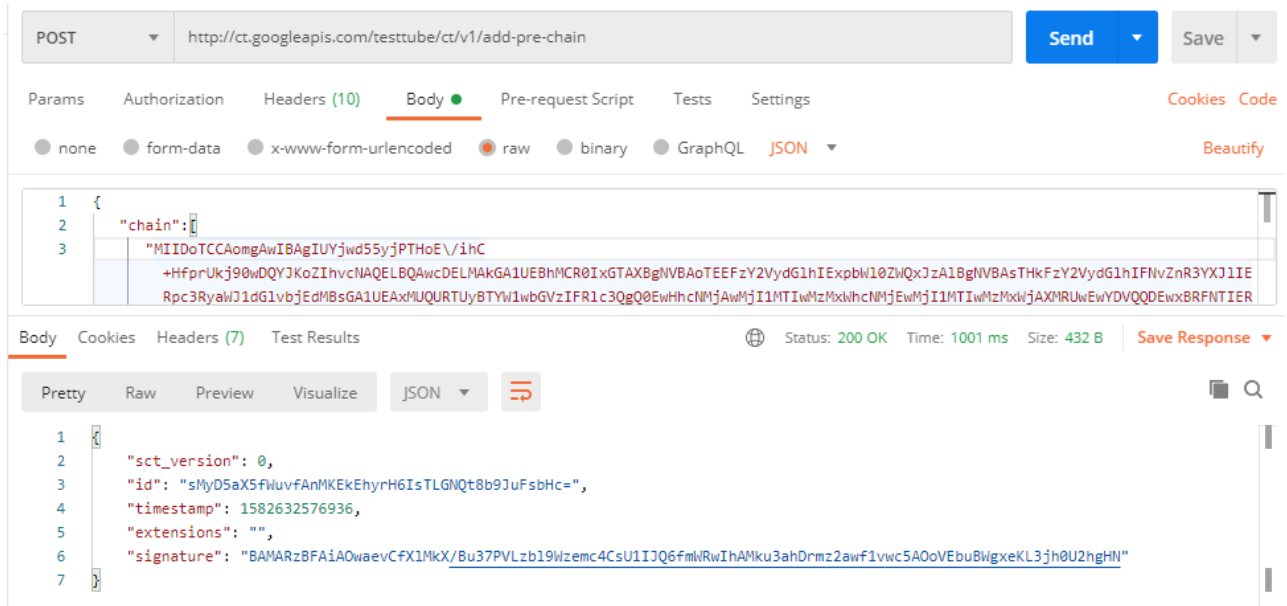 POST http://ct.googleapis.com/testtube/ct/v1/add-pre-chain Send Save
Params Authorization Headers (10) Body Pre-request Script Tests Settings Cookies Code
none form-data x-www-form-urlencoded raw binary GraphQL JSON Beautify
1 {
2 "chain":[
3 "MIIDoTCCAomgAwIBAgIUYjwd55yjPTHoE\/ihC
+HfprUkj90wDQYJKoZIhvcNAQELBQAwcDELMAkGA1UEBhMCR0IxGTAXBgNVBAoTEEFzY2VydGlhIExpbWl0ZWQxJzAlBgNVBAsTHkFzY2VydGlhIFNvZnR3YXJlIE
Rpc3RyaWJ1dGlvbjEdMBsGA1UEAxMUQURTUyBTYW1wbGVzIFRlc3QgQ0EwHhcNMjAwMjI1MTIwMzMxWhcNMjEwMjI1MTIwMzMxWjAXMRUwEwYDVQQDEwxBRFNTIER
Body Cookies Headers (7) Test Results Status: 200 OK Time: 1001 ms Size: 432 B Save Response
Pretty Raw Preview Visualize JSON
1 {
2 "sct_version": 0,
3 "id": "sMyD5aX5fWuvfAnMKEkEhyrH6IsTLGNQt8b9JuFsbHc=",
4 "timestamp": 1582632576936,
5 "extensions": "",
6 "signature": "BAMARzBFAiAOwaevCfXlMkX/Bu37PVLzbl9Wzemc4CsU1IJQ6fmWRwIhAMku3ahDrmz2awf1vwc5AOoVEbuBWgxeKL3jh0U2hgHN"
7 }